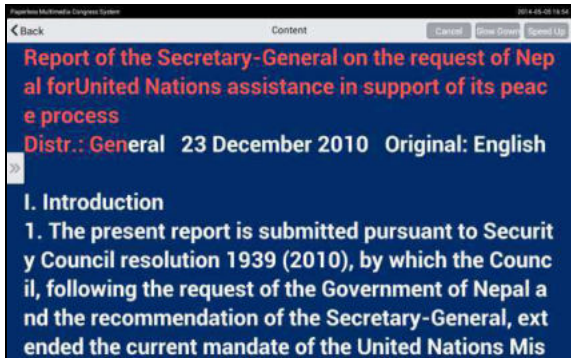 Paperless Multimedia Congress System 2014-05-05 16:54
Back Content Cancel Slow Down Speed Up
Report of the Secretary-General on the request of Nep
al forUnited Nations assistance in support of its peac
e process
Distr.: General 23 December 2010 Original: English
I. Introduction
1. The present report is submitted pursuant to Securit
y Council resolution 1939 (2010), by which the Counc
il, following the request of the Government of Nepal a
nd the recommendation of the Secretary-General, ext
ended the current mandate of the United Nations Mis